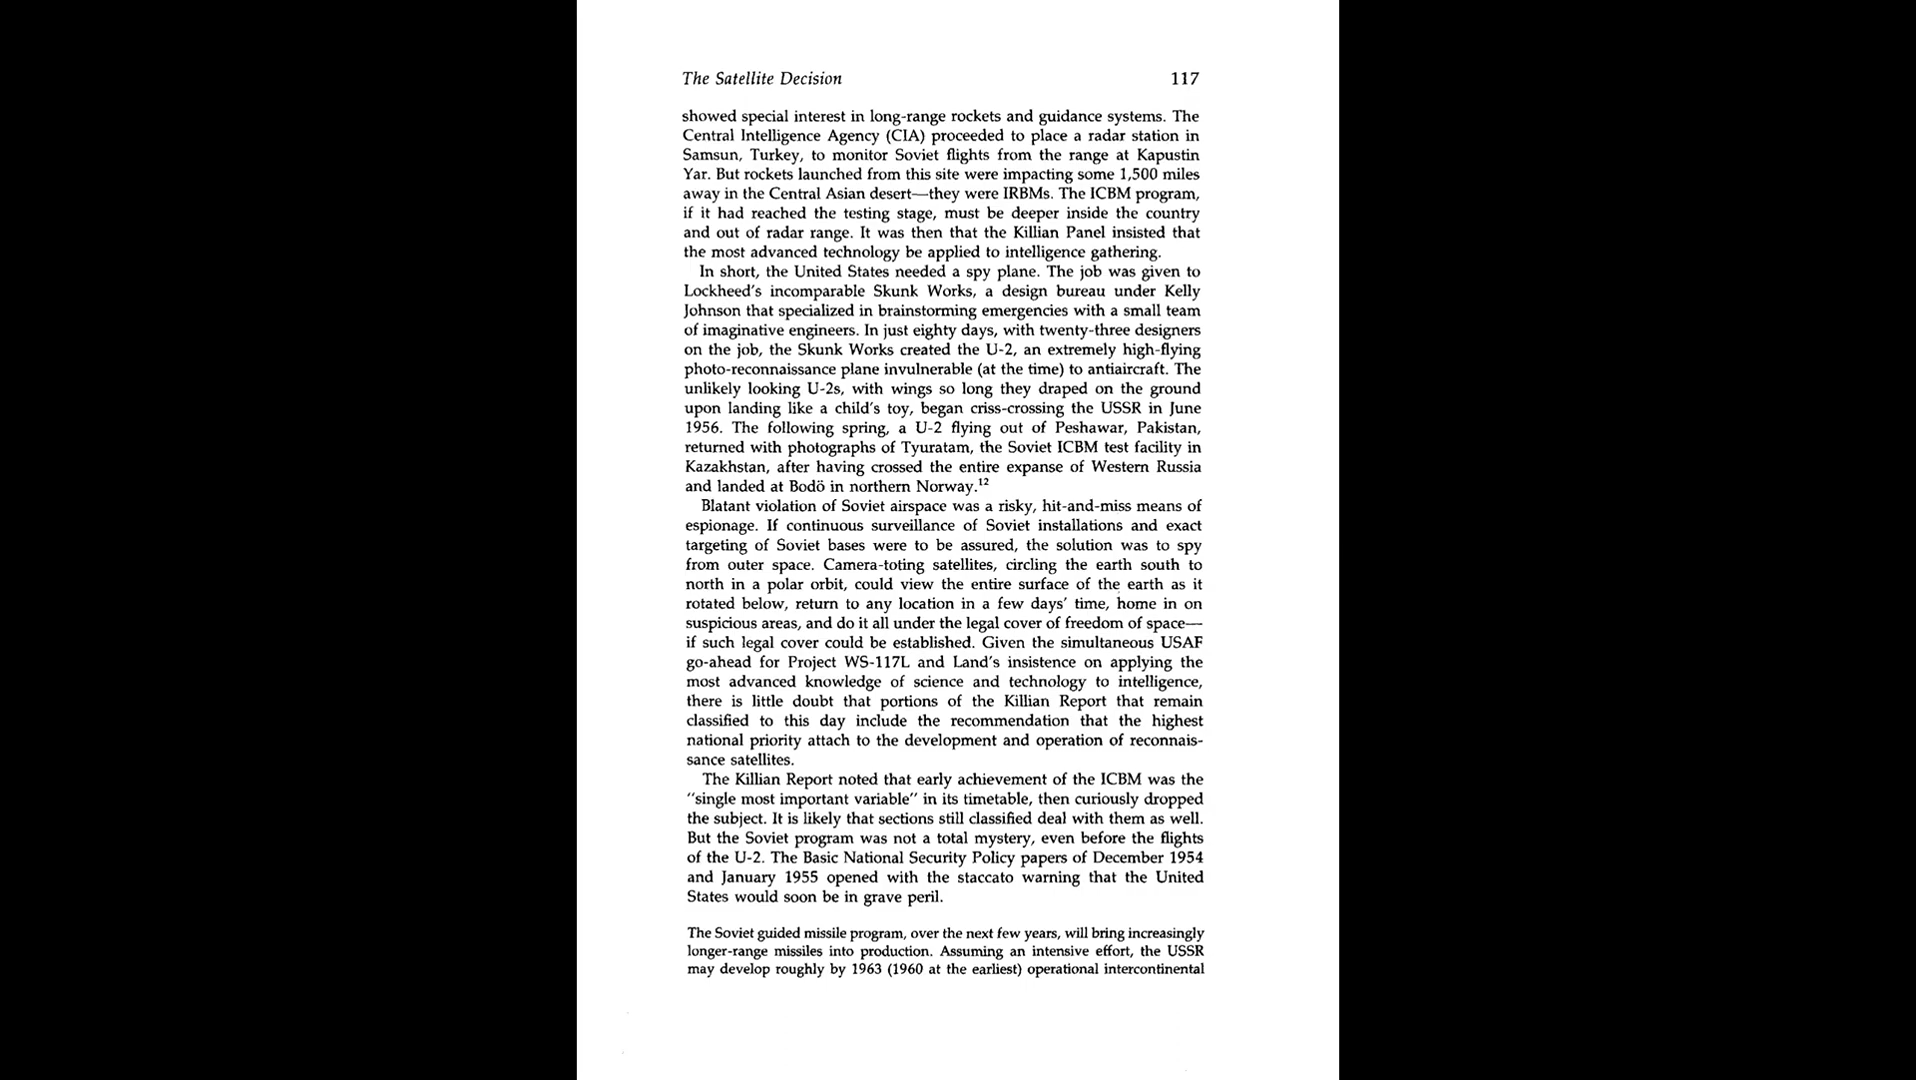 The Satellite Decision 117
showed special interest in long-range rockets and guidance systems. The
Central Intelligence Agency (CIA) proceeded to place a radar station in
Samsun, Turkey, to monitor Soviet flights from the range at Kapustin
Yar. But rockets launched from this site were impacting some 1,500 miles
away in the Central Asian desert—they were IRBMs. The ICBM program,
if it had reached the testing stage, must be deeper inside the country
and out of radar range. It was then that the Killian Panel insisted that
the most advanced technology be applied to intelligence gathering.
In short, the United States needed a spy plane. The job was given to
Lockheed's incomparable Skunk Works, a design bureau under Kelly
Johnson that specialized in brainstorming emergencies with a small team
of imaginative engineers. In just eighty days, with twenty-three designers
on the job, the Skunk Works created the U-2, an extremely high-flying
photo-reconnaissance plane invulnerable (at the time) to antiaircraft. The
unlikely looking U-2s, with wings so long they draped on the ground
upon landing like a child's toy, began criss-crossing the USSR in June
1956. The following spring, a U-2 flying out of Peshawar, Pakistan,
returned with photographs of Tyuratam, the Soviet ICBM test facility in
Kazakhstan, after having crossed the entire expanse of Western Russia
and landed at Bodö in northern Norway.¹²
Blatant violation of Soviet airspace was a risky, hit-and-miss means of
espionage. If continuous surveillance of Soviet installations and exact
targeting of Soviet bases were to be assured, the solution was to spy
from outer space. Camera-toting satellites, circling the earth south to
north in a polar orbit, could view the entire surface of the earth as it
rotated below, return to any location in a few days' time, home in on
suspicious areas, and do it all under the legal cover of freedom of space—
if such legal cover could be established. Given the simultaneous USAF
go-ahead for Project WS-117L and Land's insistence on applying the
most advanced knowledge of science and technology to intelligence,
there is little doubt that portions of the Killian Report that remain
classified to this day include the recommendation that the highest
national priority attach to the development and operation of reconnais-
sance satellites.
The Killian Report noted that early achievement of the ICBM was the
"single most important variable" in its timetable, then curiously dropped
the subject. It is likely that sections still classified deal with them as well.
But the Soviet program was not a total mystery, even before the flights
of the U-2. The Basic National Security Policy papers of December 1954
and January 1955 opened with the staccato warning that the United
States would soon be in grave peril.
The Soviet guided missile program, over the next few years, will bring increasingly
longer-range missiles into production. Assuming an intensive effort, the USSR
may develop roughly by 1963 (1960 at the earliest) operational intercontinental